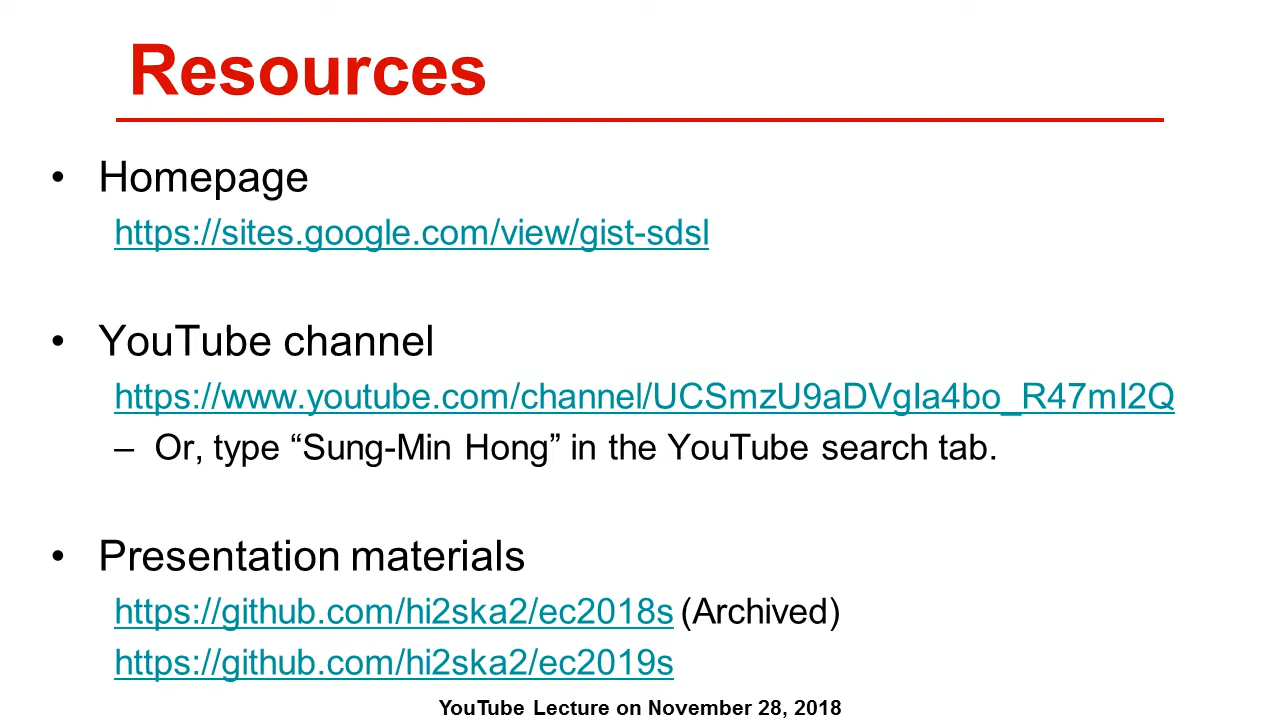 Resources
• Homepage
https://sites.google.com/view/gist-sdsl
• YouTube channel
https://www.youtube.com/channel/UCSmzU9aDVgIa4bo_R47mI2Q
– Or, type “Sung-Min Hong” in the YouTube search tab.
• Presentation materials
https://github.com/hi2ska2/ec2018s (Archived)
https://github.com/hi2ska2/ec2019s
YouTube Lecture on November 28, 2018